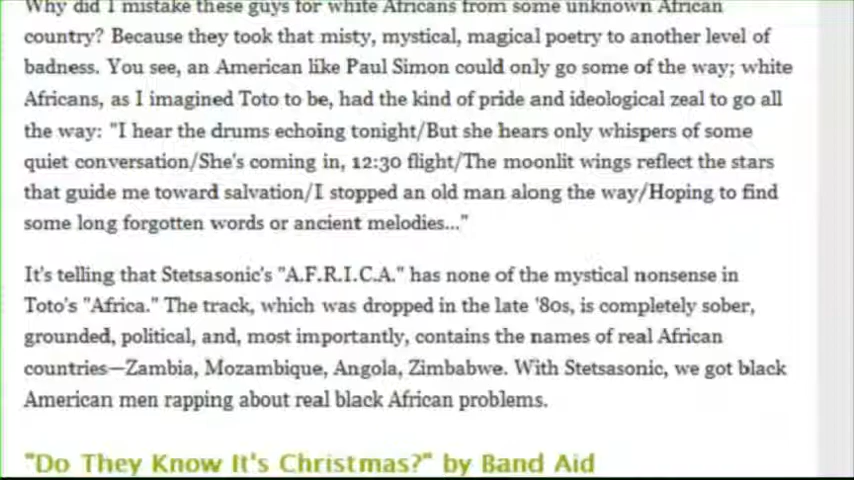 Why did I mistake these guys for white Africans from some unknown African
country? Because they took that misty, mystical, magical poetry to another level of
badness. You see, an American like Paul Simon could only go some of the way; white
Africans, as I imagined Toto to be, had the kind of pride and ideological zeal to go all
the way: "I hear the drums echoing tonight/But she hears only whispers of some
quiet conversation/She's coming in, 12:30 flight/The moonlit wings reflect the stars
that guide me toward salvation/I stopped an old man along the way/Hoping to find
some long forgotten words or ancient melodies..."
It's telling that Stetsasonic's "A.F.R.I.C.A." has none of the mystical nonsense in
Toto's "Africa." The track, which was dropped in the late '80s, is completely sober,
grounded, political, and, most importantly, contains the names of real African
countries—Zambia, Mozambique, Angola, Zimbabwe. With Stetsasonic, we got black
American men rapping about real black African problems.
"Do They Know It's Christmas?" by Band Aid